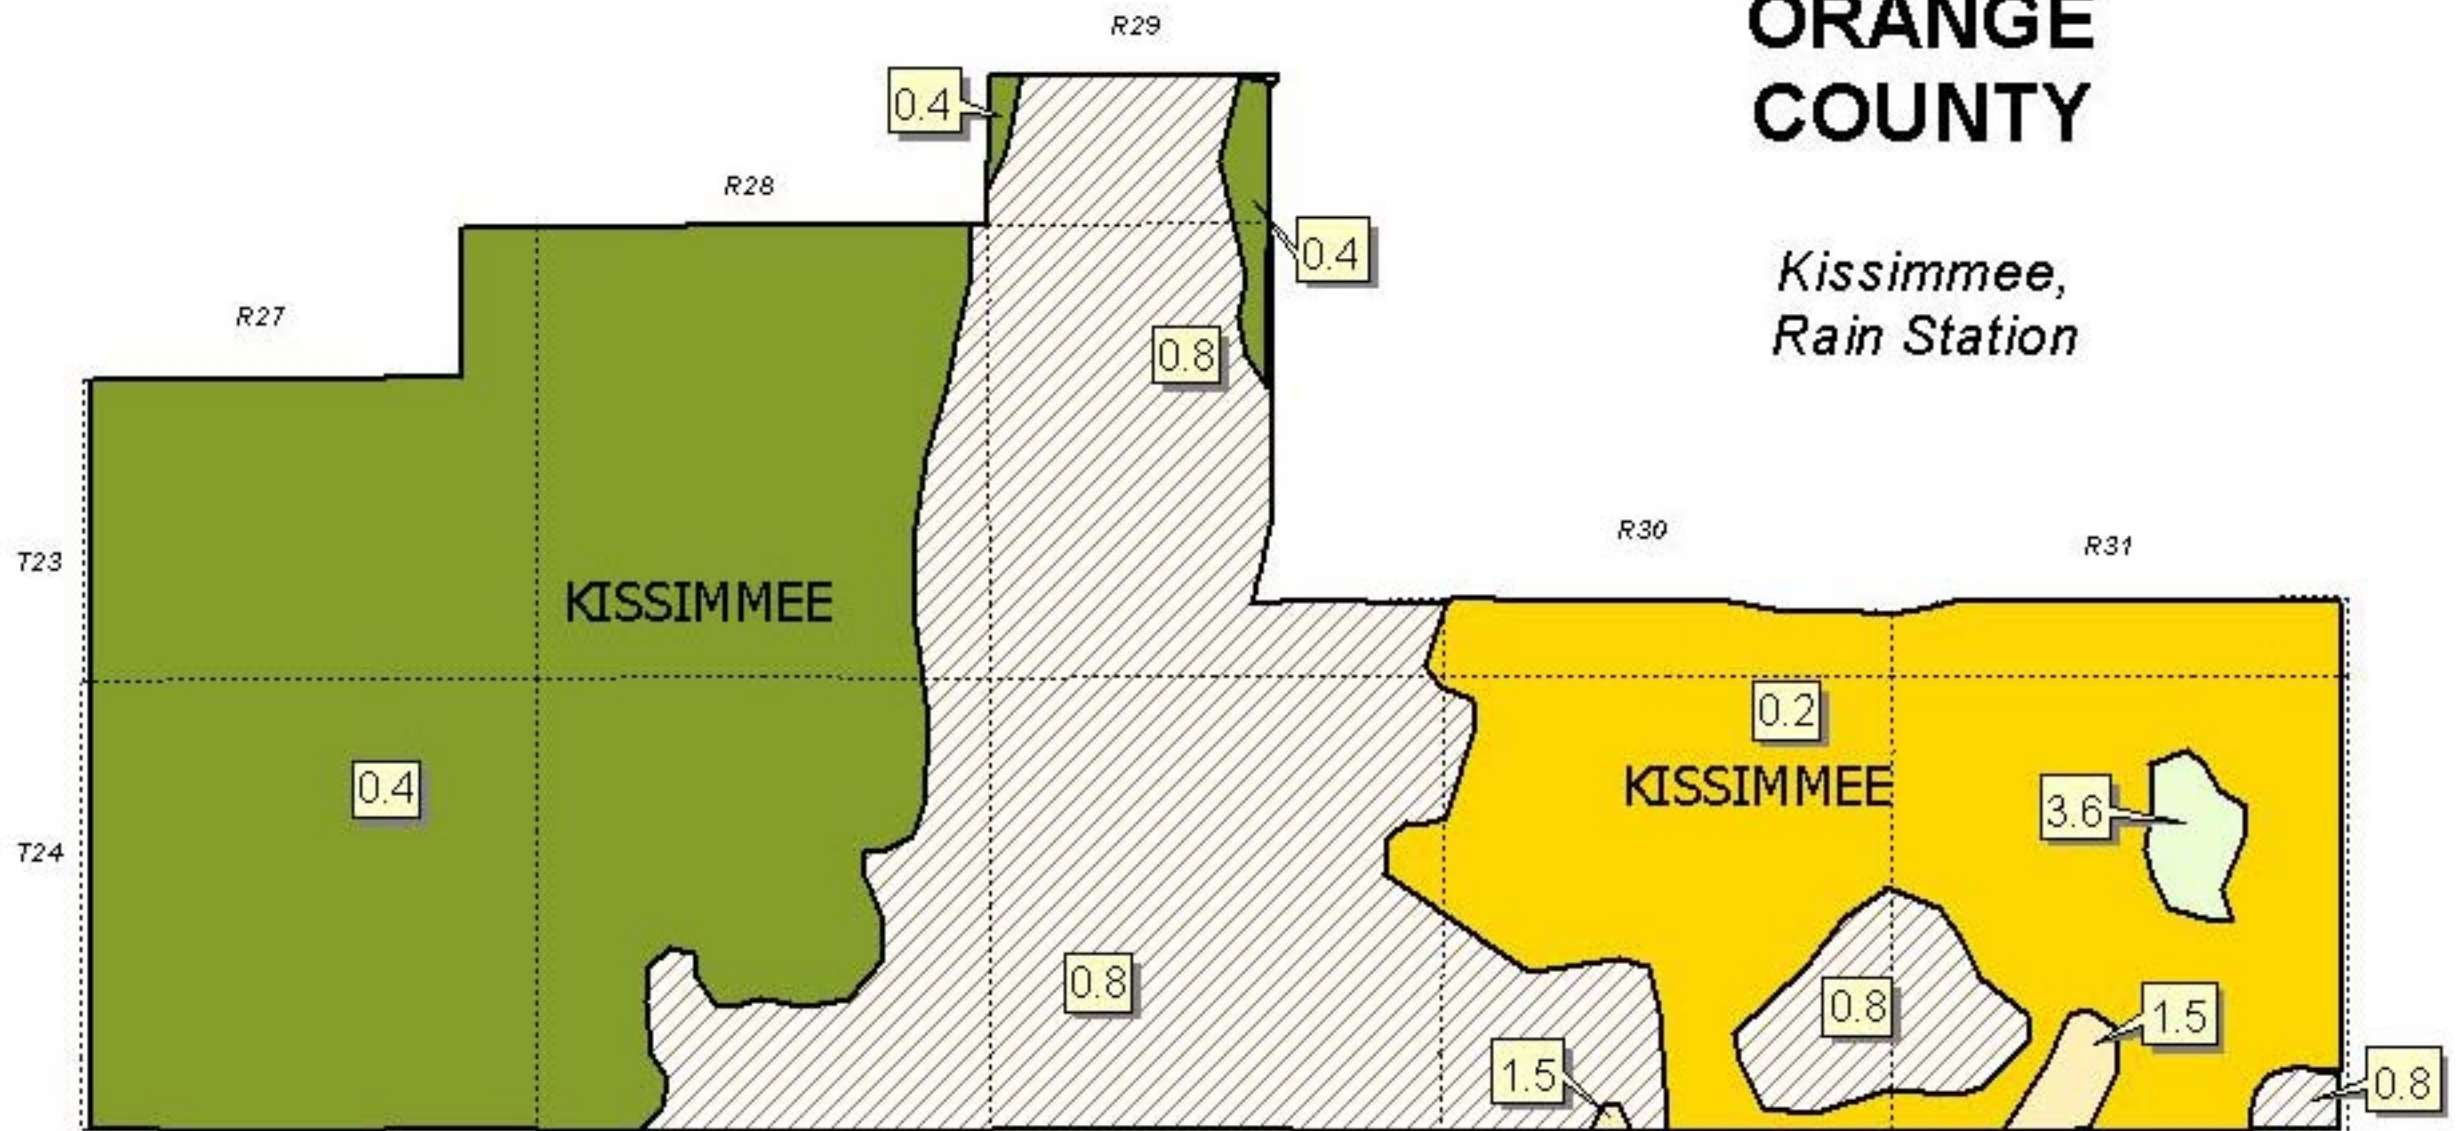 R29
ORANGE
COUNTY
0.4
R28
0.4
Kissimmee,
Rain Station
R27
0.8
T23
R30
R31
KISSIMMEE
0.2
KISSIMMEE
0.4
3.6
T24
0.8
0.8
1.5
1.5
0.8